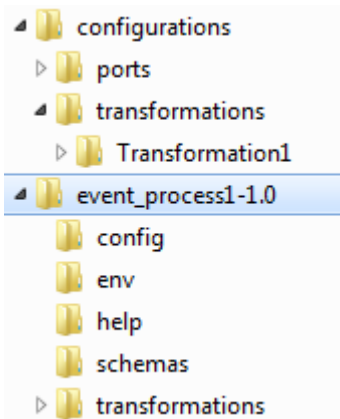 configurations
ports
transformations
Transformation1
event_process1-1.0
config
env
help
schemas
transformations